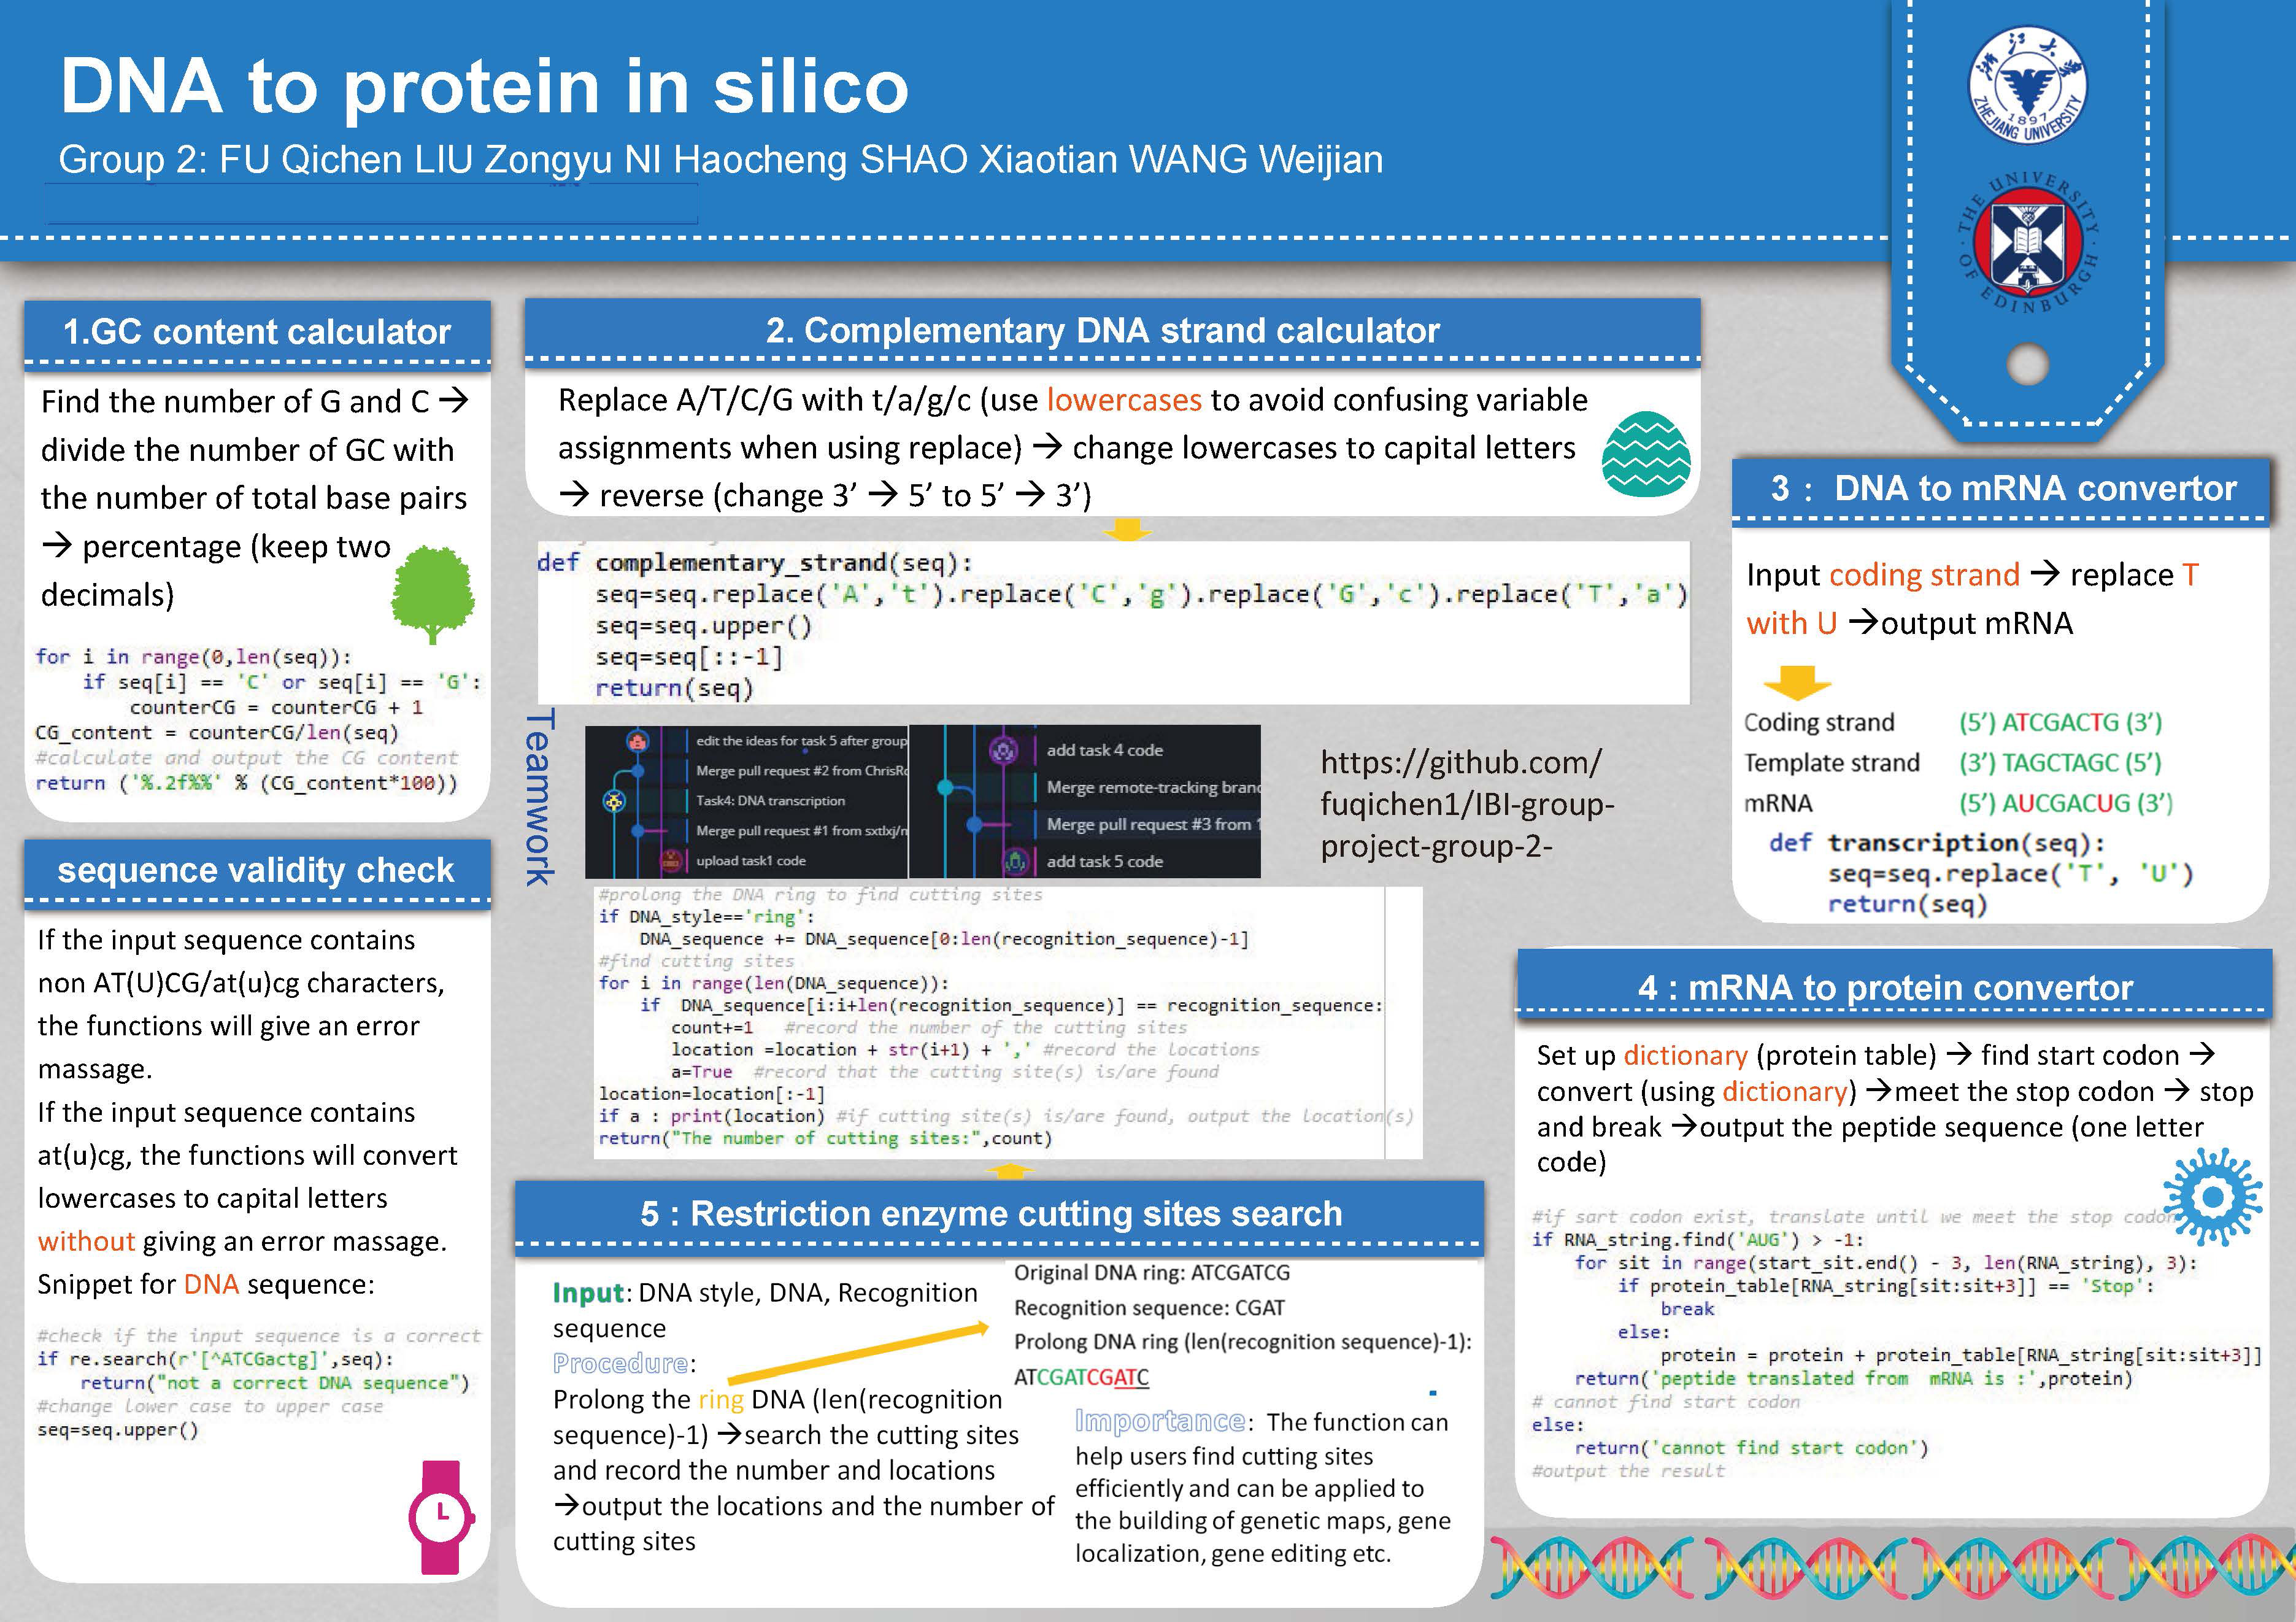 DNA to protein in silico
Group 2: FU Qichen LIU Zongyu NI Haocheng SHAO Xiaotian WANG Weijian
浙江大学
ZHEJIANG UNIVERSITY
1897
THE UNIVERSITY OF EDINBURGH
1.GC content calculator
Find the number of G and C →
divide the number of GC with
the number of total base pairs
→ percentage (keep two
decimals)
for i in range(0,len(seq)):
if seq[i] == 'C' or seq[i] == 'G':
counterCG = counterCG + 1
CG_content = counterCG/len(seq)
#calculate and output the CG content
return ('%.2f%%' % (CG_content*100))
sequence validity check
If the input sequence contains
non AT(U)CG/at(u)cg characters,
the functions will give an error
massage.
If the input sequence contains
at(u)cg, the functions will convert
lowercases to capital letters
without giving an error massage.
Snippet for DNA sequence:
#check if the input sequence is a correct
if re.search(r'[^ATCGactg]',seq):
return("not a correct DNA sequence")
#change lower case to upper case
seq=seq.upper()
2. Complementary DNA strand calculator
Replace A/T/C/G with t/a/g/c (use lowercases to avoid confusing variable
assignments when using replace) → change lowercases to capital letters
→ reverse (change 3’ → 5’ to 5’ → 3’)
def complementary_strand(seq):
seq=seq.replace('A','t').replace('C','g').replace('G','c').replace('T','a')
seq=seq.upper()
seq=seq[::-1]
return(seq)
Teamwork
edit the ideas for task 5 after group
Merge pull request #2 from ChrisRo
Task4: DNA transcription
Merge pull request #1 from sxtlxj/n
upload task1 code
add task 4 code
Merge remote-tracking branc
Merge pull request #3 from
add task 5 code
https://github.com/
fuqichen1/IBI-group-
project-group-2-
#prolong the DNA ring to find cutting sites
if DNA_style=='ring':
DNA_sequence += DNA_sequence[0:len(recognition_sequence)-1]
#find cutting sites
for i in range(len(DNA_sequence)):
if DNA_sequence[i:i+len(recognition_sequence)] == recognition_sequence:
count+=1 #record the number of the cutting sites
location =location + str(i+1) + ',' #record the locations
a=True #record that the cutting site(s) is/are found
location=location[:-1]
if a : print(location) #if cutting site(s) is/are found, output the location(s)
return("The number of cutting sites:",count)
5 : Restriction enzyme cutting sites search
Input: DNA style, DNA, Recognition
sequence
Procedure:
Prolong the ring DNA (len(recognition
sequence)-1) →search the cutting sites
and record the number and locations
→output the locations and the number of
cutting sites
Original DNA ring: ATCGATCG
Recognition sequence: CGAT
Prolong DNA ring (len(recognition sequence)-1):
ATCGATCGATC
Importance: The function can
help users find cutting sites
efficiently and can be applied to
the building of genetic maps, gene
localization, gene editing etc.
3 : DNA to mRNA convertor
Input coding strand → replace T
with U →output mRNA
Coding strand (5’) ATCGACTG (3’)
Template strand (3’) TAGCTAGC (5’)
mRNA (5’) AUCGACUG (3’)
def transcription(seq):
seq=seq.replace('T', 'U')
return(seq)
4 : mRNA to protein convertor
Set up dictionary (protein table) → find start codon →
convert (using dictionary) →meet the stop codon → stop
and break →output the peptide sequence (one letter
code)
#if sart codon exist, translate until we meet the stop codon
if RNA_string.find('AUG') > -1:
for sit in range(start_sit.end() - 3, len(RNA_string), 3):
if protein_table[RNA_string[sit:sit+3]] == 'Stop':
break
else:
protein = protein + protein_table[RNA_string[sit:sit+3]]
return('peptide translated from mRNA is :',protein)
# cannot find start codon
else:
return('cannot find start codon')
#output the result